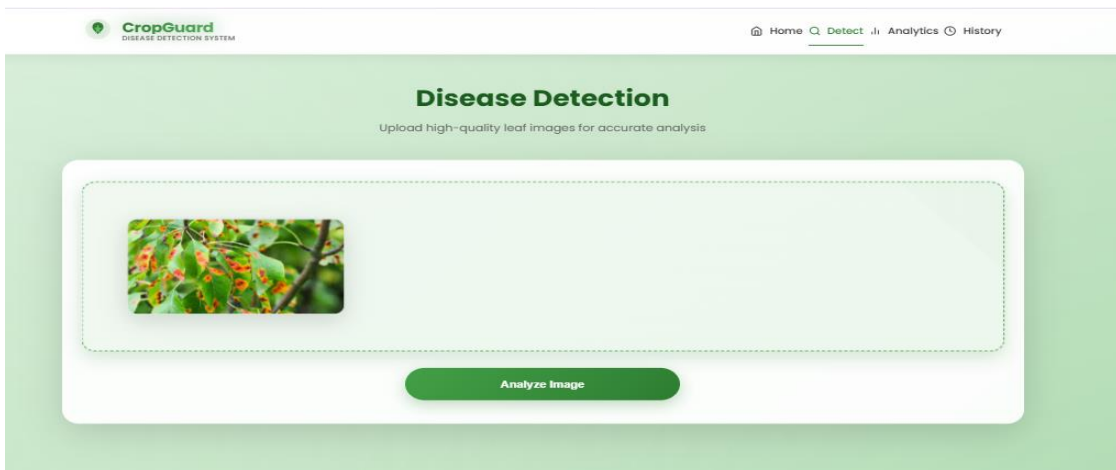 CropGuard
DISEASE DETECTION SYSTEM
Home Detect Analytics History
Disease Detection
Upload high-quality leaf images for accurate analysis
Analyze Image